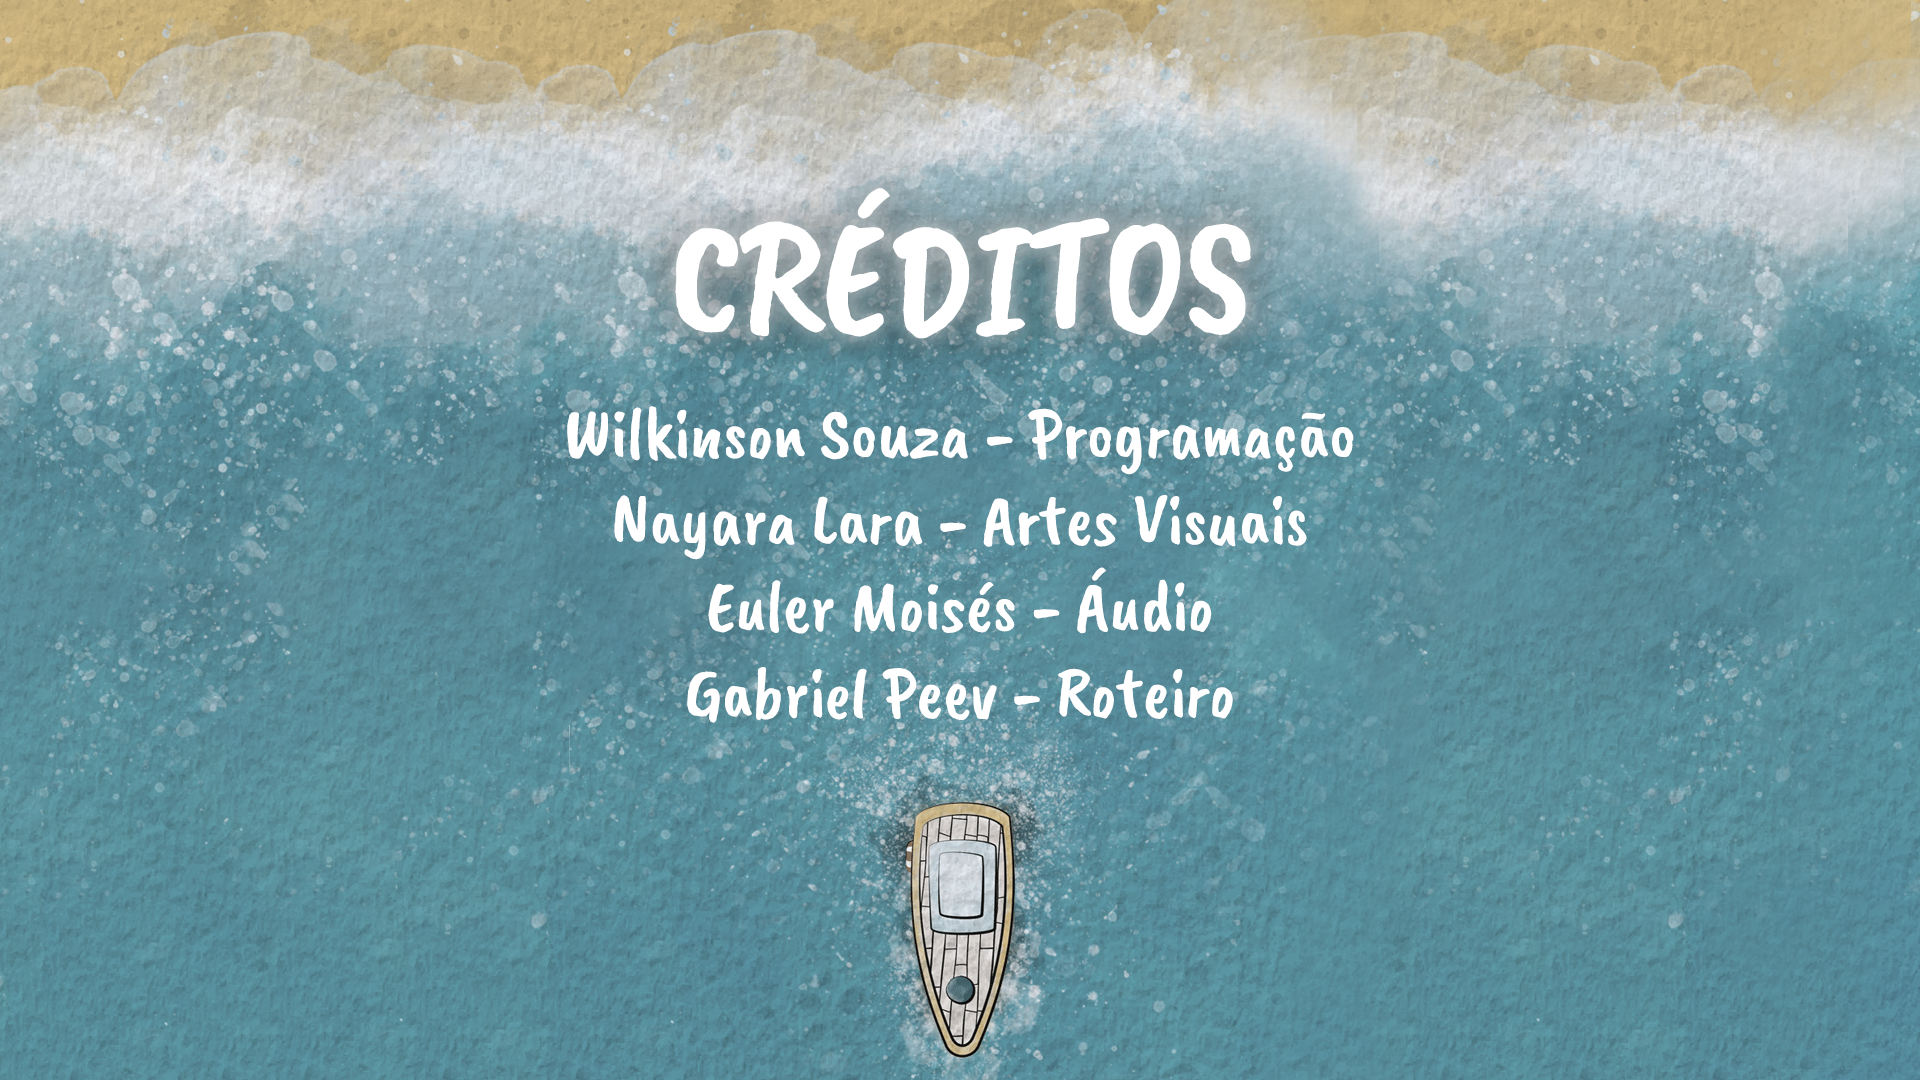 CRÉDITOS
Wilkinson Souza - Programação
Nayara Lara - Artes Visuais
Euler Moisés - Áudio
Gabriel Peev - Roteiro